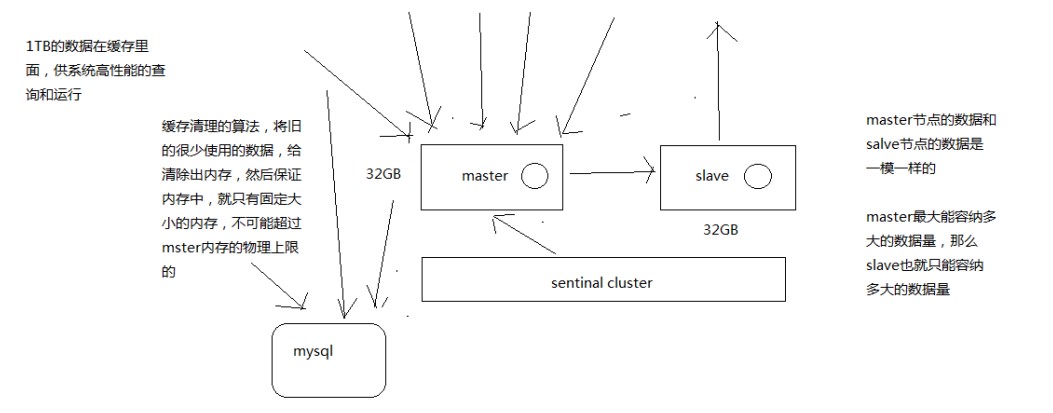 1TB的数据在缓存里
面，供系统高性能的查
询和运行
缓存清理的算法，将旧
的很少使用的数据，给
清除出内存，然后保证
内存中，就只有固定大
小的内存，不可能超过
mster内存的物理上限
的
32GB
master
slave
32GB
sentinal cluster
mysql
master节点的数据和
salve节点的数据是
一模一样的
master最大能容纳多
大的数据量，那么
slave也就只能容纳
多大的数据量